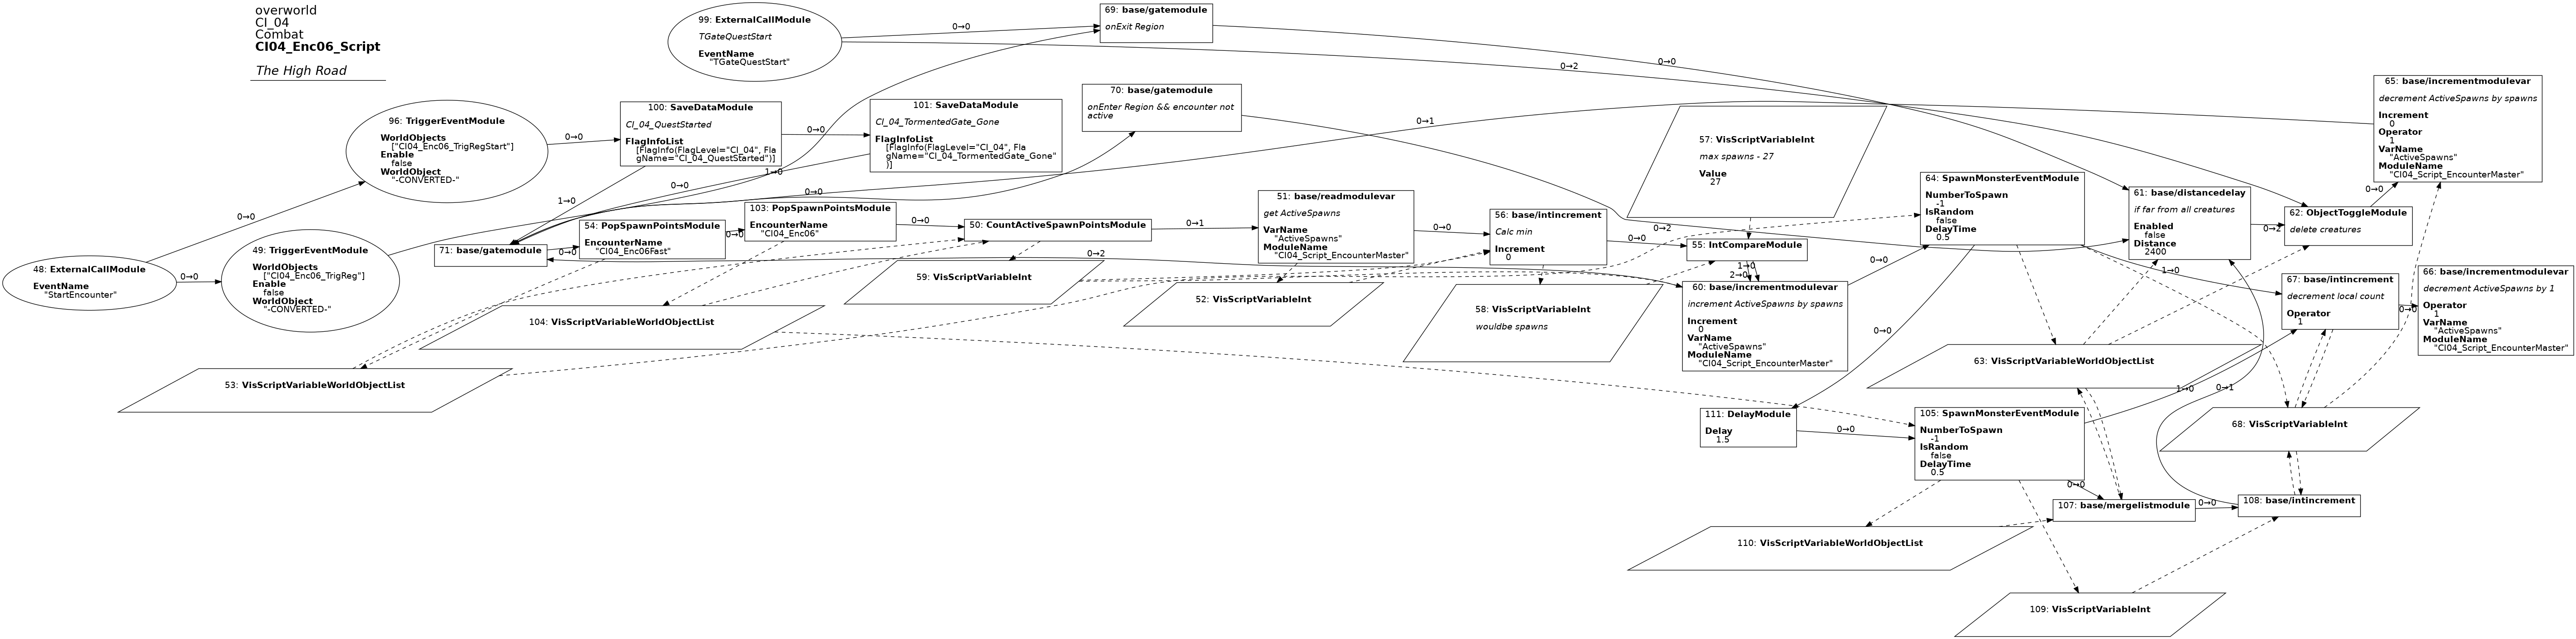 overworld
CI_04
Combat
CI04_Enc06_Script
The High Road
99: ExternalCallModule
TGateQuestStart
EventName
"TGateQuestStart"
69: base/gatemodule
onExit Region
0→0
0→2
0→0
96: TriggerEventModule
WorldObjects
["CI04_Enc06_TrigRegStart"]
Enable
false
WorldObject
"-CONVERTED-"
0→0
100: SaveDataModule
CI_04_QuestStarted
FlagInfoList
[FlagInfo(FlagLevel="CI_04", Fla
gName="CI_04_QuestStarted")]
0→0
101: SaveDataModule
CI_04_TormentedGate_Gone
FlagInfoList
[FlagInfo(FlagLevel="CI_04", Fla
gName="CI_04_TormentedGate_Gone"
)]
70: base/gatemodule
onEnter Region && encounter not
active
0→1
57: VisScriptVariableInt
max spawns - 27
Value
27
65: base/incrementmodulevar
decrement ActiveSpawns by spawns
Increment
0
Operator
1
VarName
"ActiveSpawns"
ModuleName
"CI04_Script_EncounterMaster"
48: ExternalCallModule
EventName
"StartEncounter"
0→0
0→0
49: TriggerEventModule
WorldObjects
["CI04_Enc06_TrigReg"]
Enable
false
WorldObject
"-CONVERTED-"
1→0
0→0
1→0
0→0
71: base/gatemodule
0→0
54: PopSpawnPointsModule
EncounterName
"CI04_Enc06Fast"
0→0
103: PopSpawnPointsModule
EncounterName
"CI04_Enc06"
0→0
50: CountActiveSpawnPointsModule
0→1
51: base/readmodulevar
get ActiveSpawns
VarName
"ActiveSpawns"
ModuleName
"CI04_Script_EncounterMaster"
0→0
56: base/intincrement
Calc min
Increment
0
0→0
0→2
55: IntCompareModule
1→0
2→0
0→2
60: base/incrementmodulevar
increment ActiveSpawns by spawns
Increment
0
VarName
"ActiveSpawns"
ModuleName
"CI04_Script_EncounterMaster"
0→0
64: SpawnMonsterEventModule
NumberToSpawn
-1
IsRandom
false
DelayTime
0.5
0→0
1→0
61: base/distancedelay
if far from all creatures
Enabled
false
Distance
2400
0→2
62: ObjectToggleModule
delete creatures
0→0
67: base/intincrement
decrement local count
Operator
1
0→0
66: base/incrementmodulevar
decrement ActiveSpawns by 1
Operator
1
VarName
"ActiveSpawns"
ModuleName
"CI04_Script_EncounterMaster"
59: VisScriptVariableInt
52: VisScriptVariableInt
58: VisScriptVariableInt
wouldbe spawns
104: VisScriptVariableWorldObjectList
53: VisScriptVariableWorldObjectList
63: VisScriptVariableWorldObjectList
1→0
0→1
68: VisScriptVariableInt
111: DelayModule
Delay
1.5
0→0
105: SpawnMonsterEventModule
NumberToSpawn
-1
IsRandom
false
DelayTime
0.5
0→0
107: base/mergelistmodule
0→0
108: base/intincrement
110: VisScriptVariableWorldObjectList
109: VisScriptVariableInt